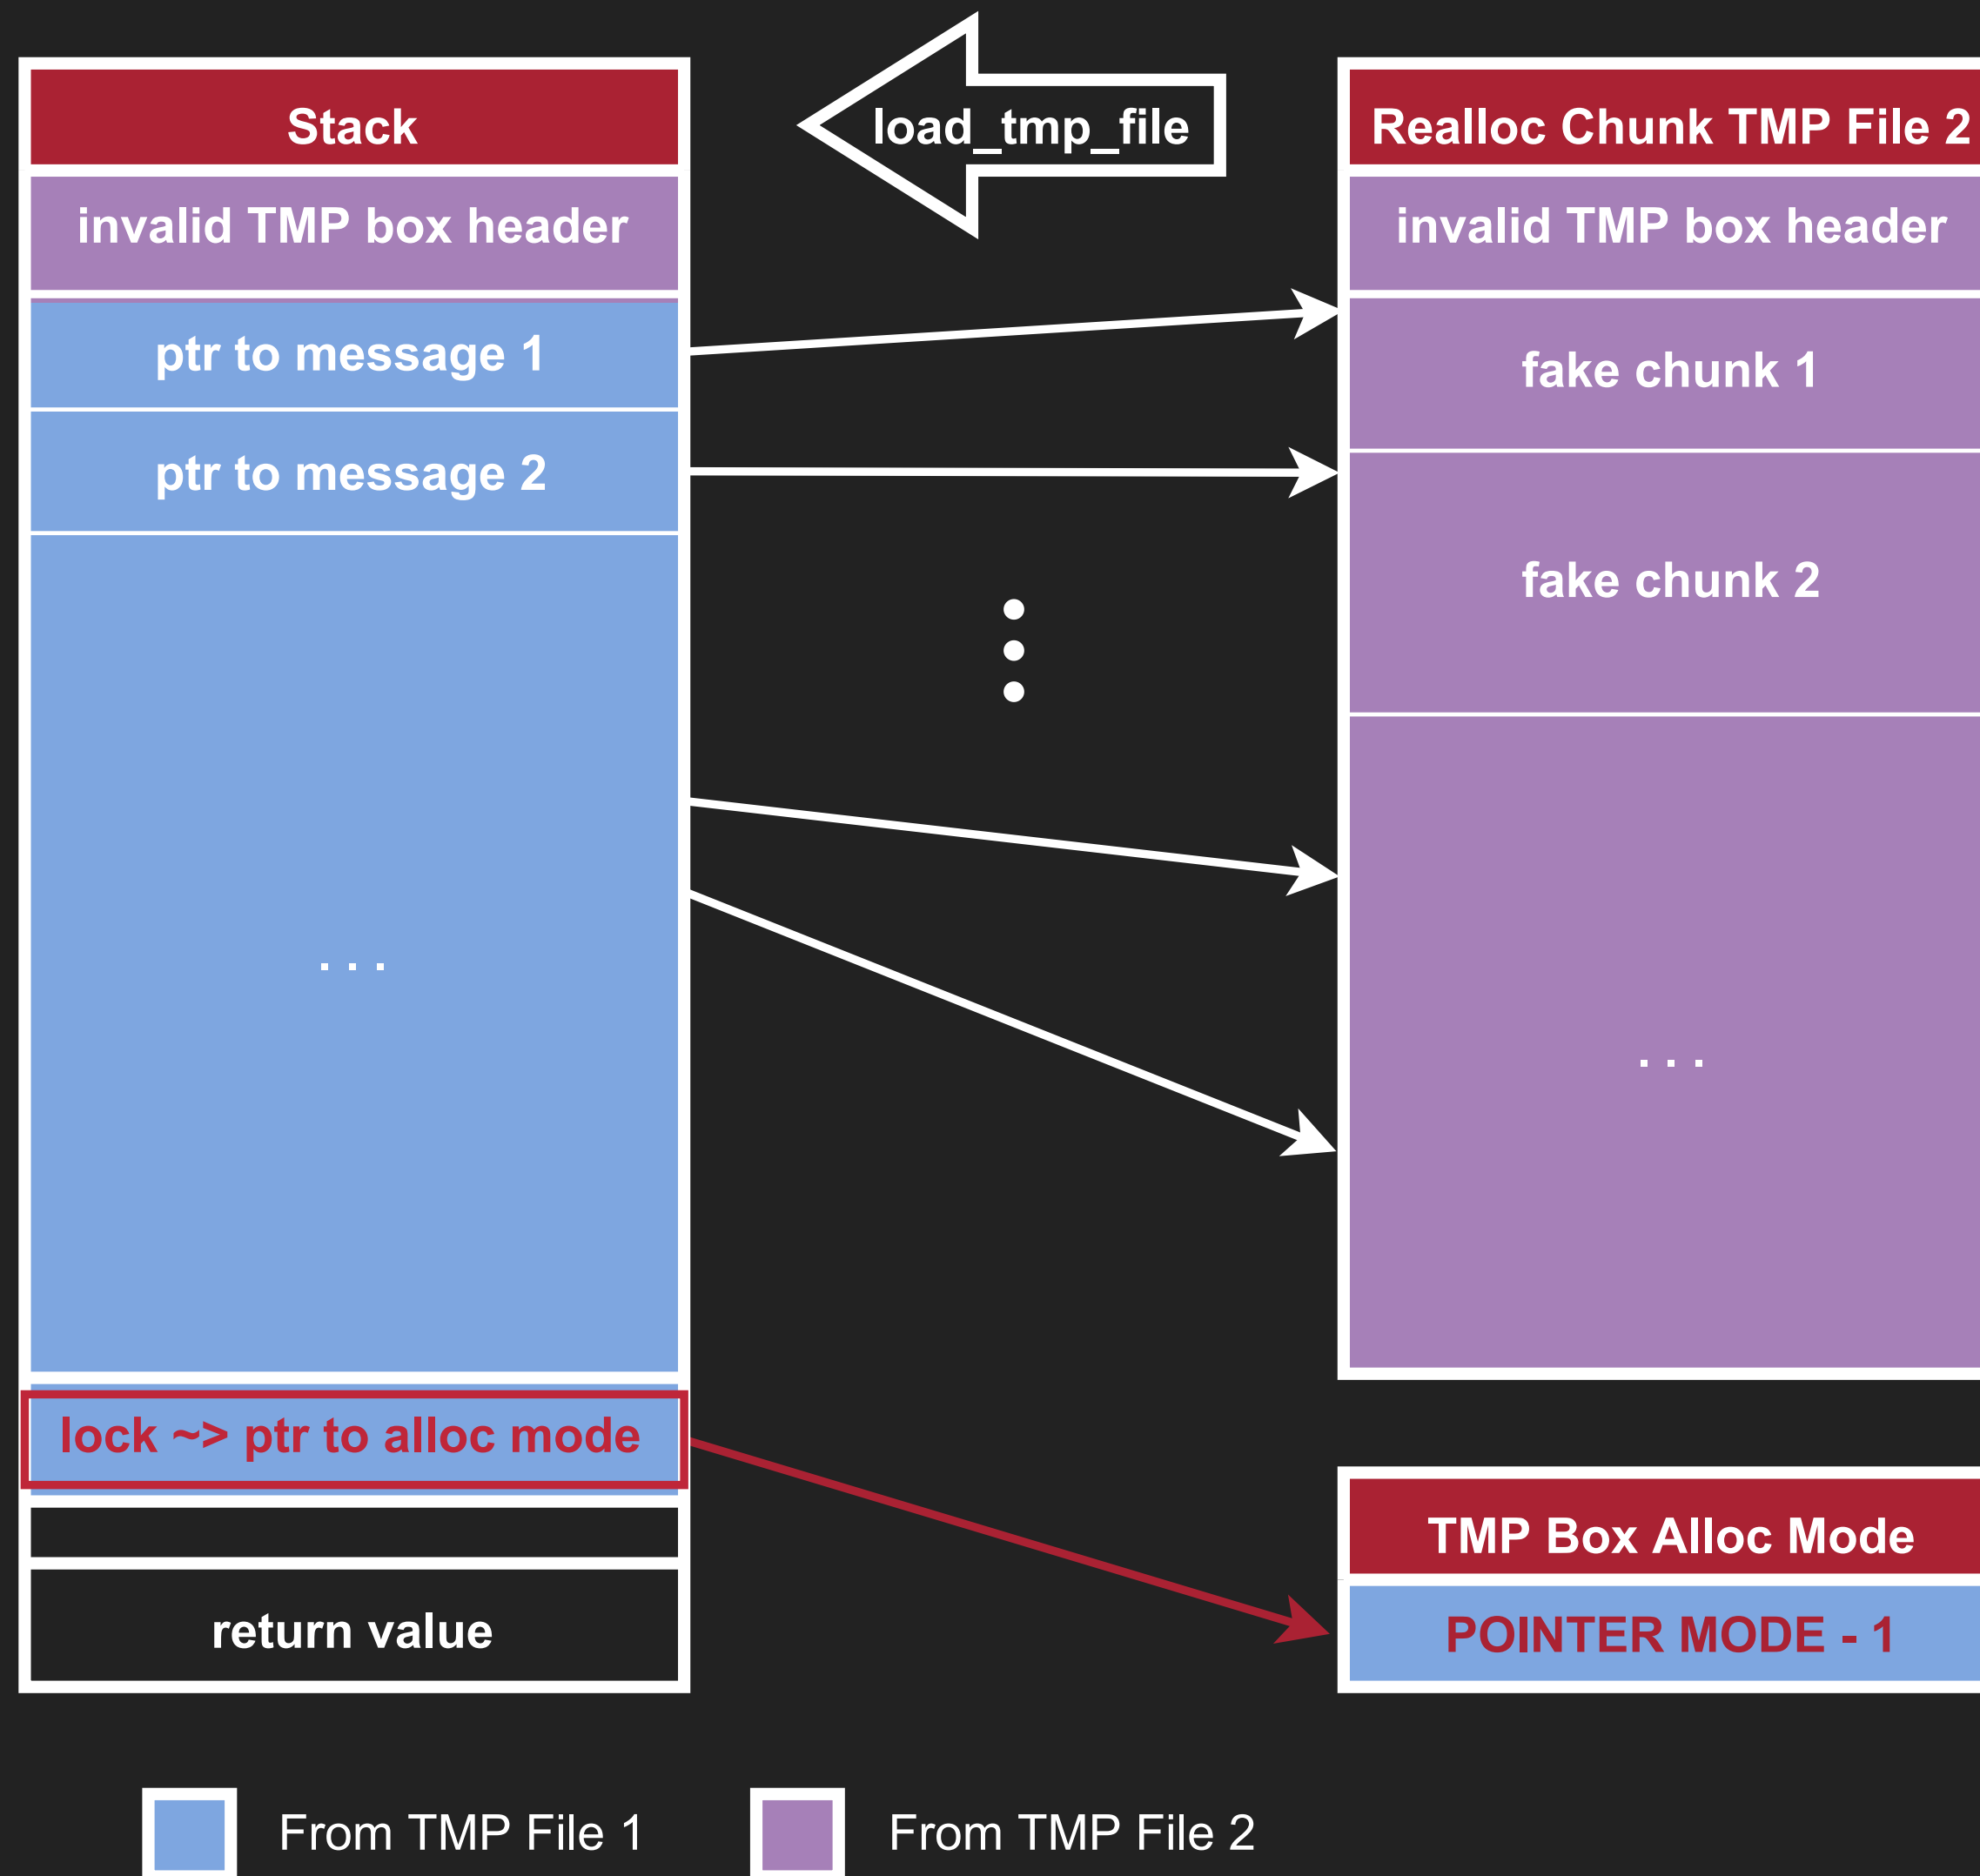 Stack
load_tmp_file
Realloc Chunk TMP File 2
invalid TMP box header
invalid TMP box header
ptr to message 1
fake chunk 1
ptr to message 2
fake chunk 2
. . .
. . .
lock ~> ptr to alloc mode
TMP Box Alloc Mode
return value
POINTER MODE - 1
From TMP File 1
From TMP File 2